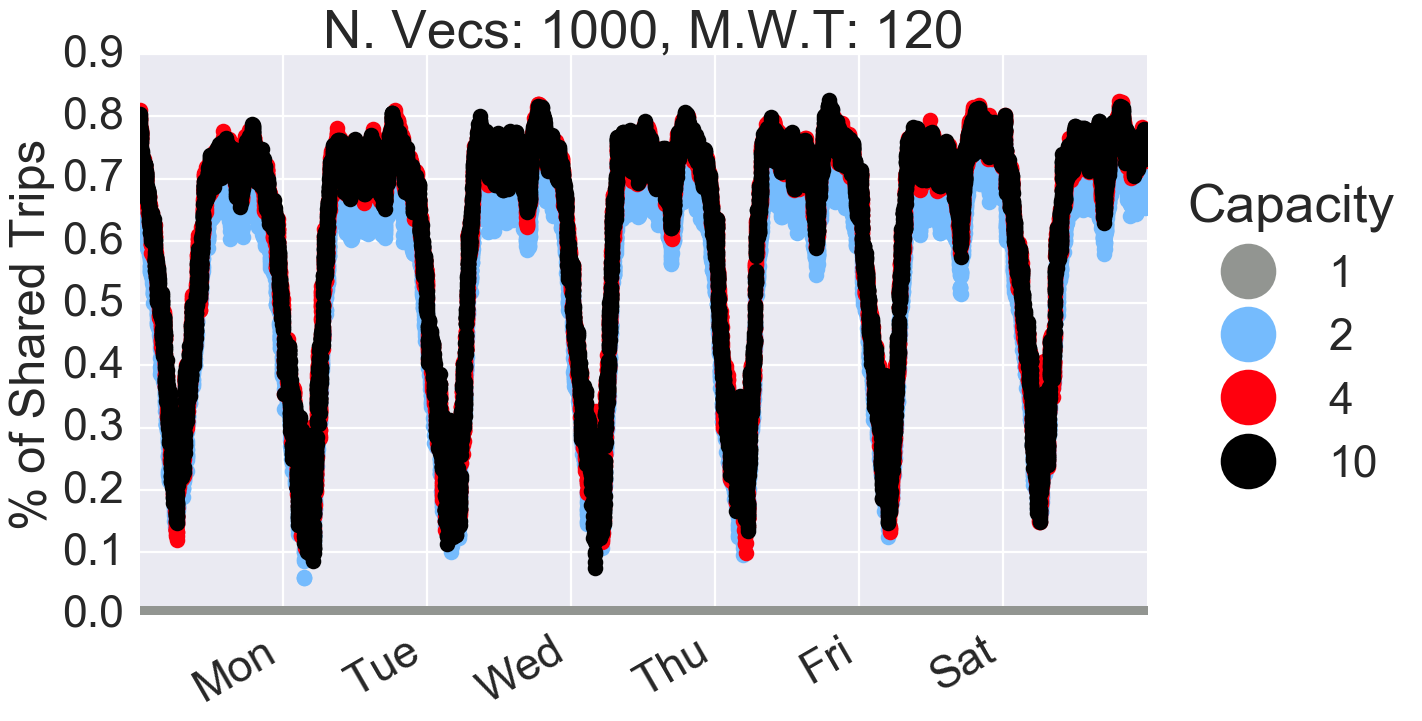 N. Vecs: 1000, M.W.T: 120
0.9
0.8
0.7
0.6
0.5
0.4
0.3
0.2
0.1
0.0
% of Shared Trips
Mon
Tue
Wed
Thu
Fri
Sat
Capacity
1
2
4
10